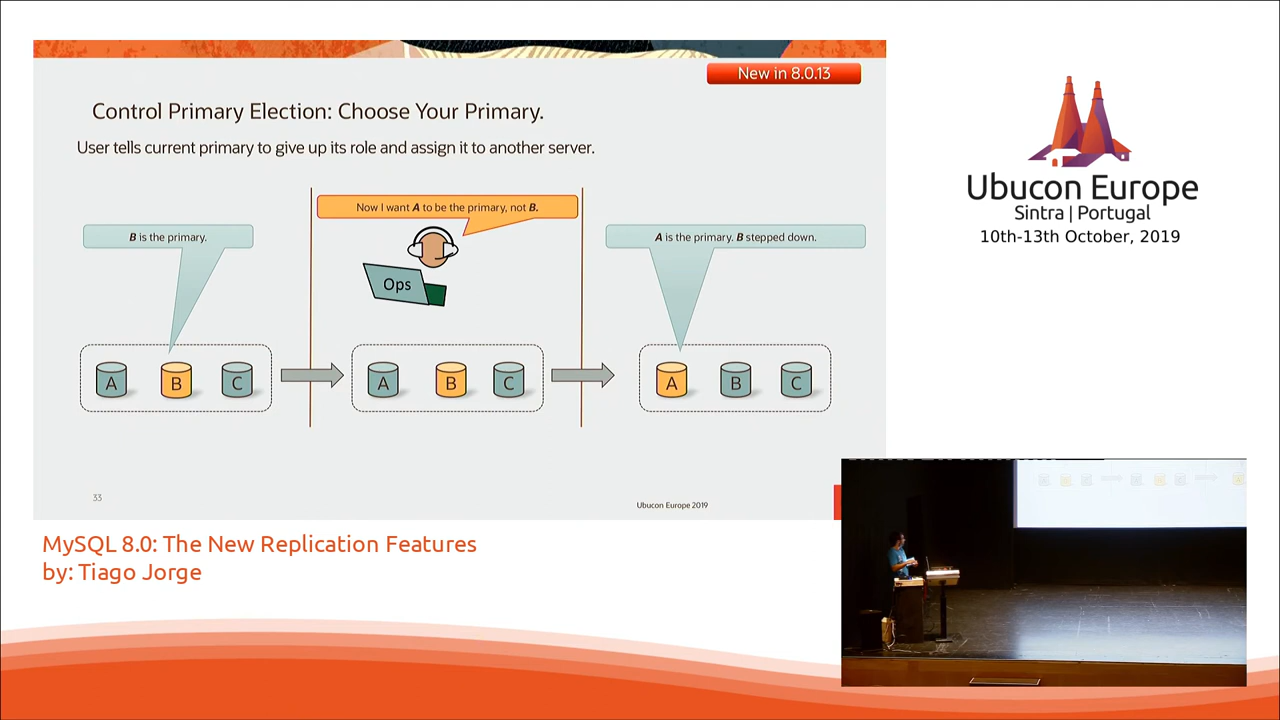 New in 8.0.13
Control Primary Election: Choose Your Primary.
User tells current primary to give up its role and assign it to another server.
Now I want A to be the primary, not B.
B is the primary.
A is the primary. B stepped down.
Ops
A B C
A B C
A B C
33
Ubucon Europe 2019
MySQL 8.0: The New Replication Features
by: Tiago Jorge
Ubucon Europe
Sintra | Portugal
10th-13th October, 2019